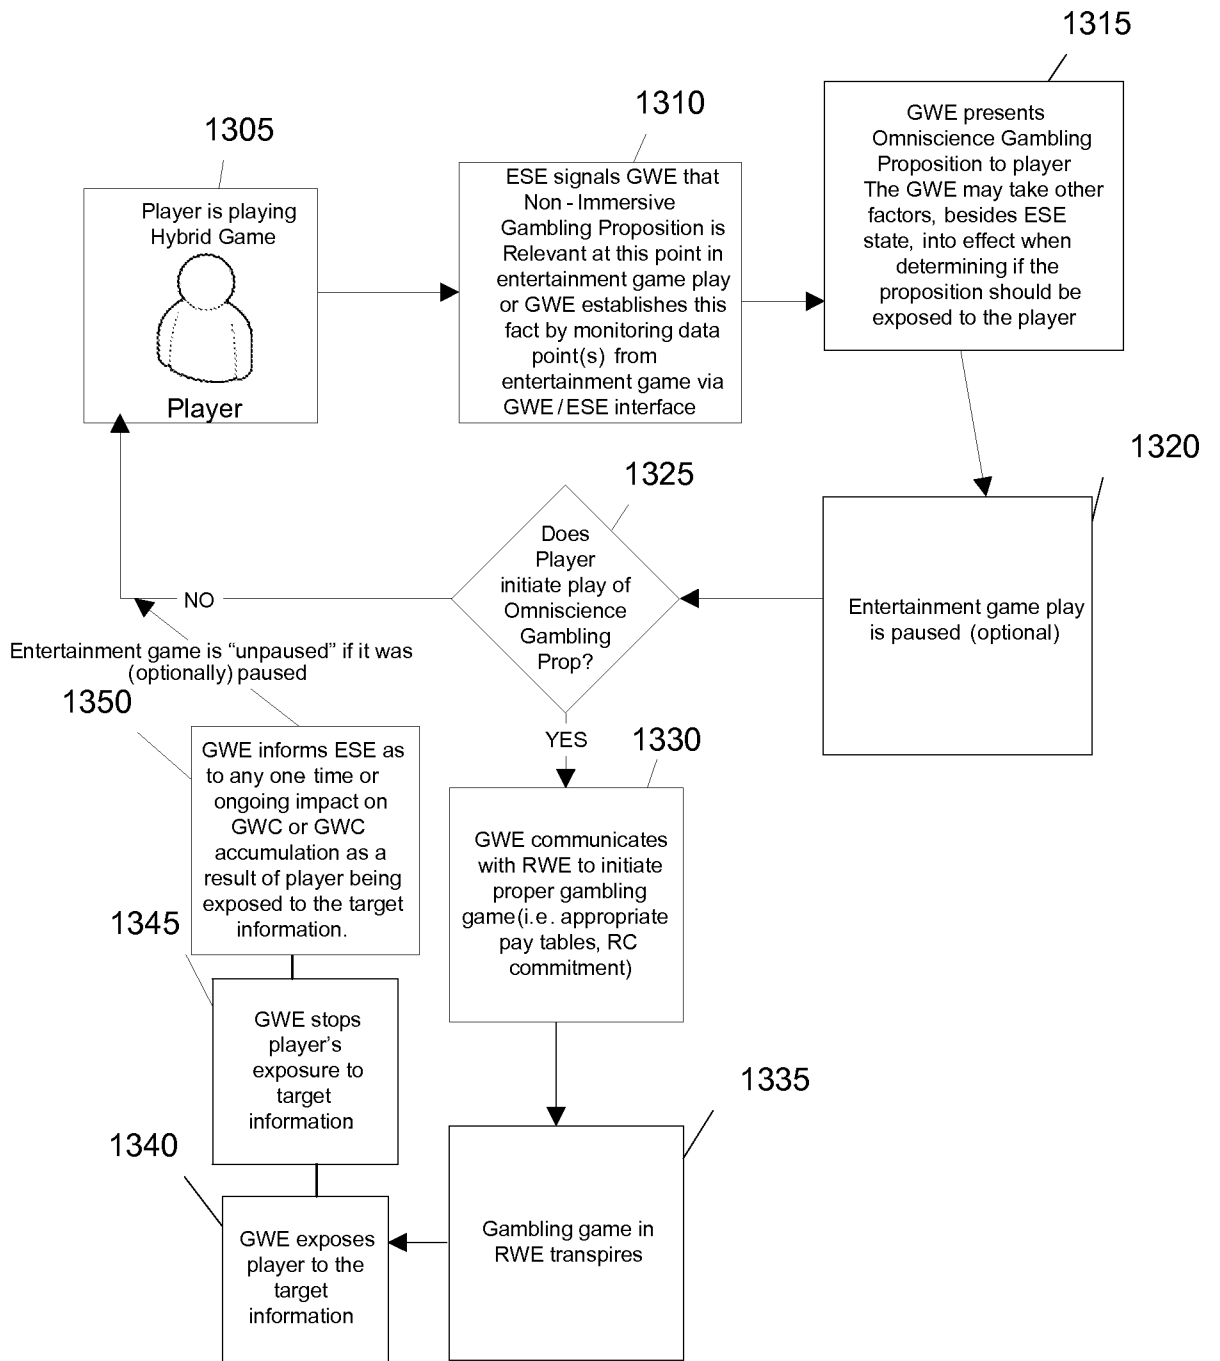 1305
Player is playing
Hybrid Game
Player
1310
ESE signals GWE that
Non - Immersive
Gambling Proposition is
Relevant at this point in
entertainment game play
or GWE establishes this
fact by monitoring data
point(s) from
entertainment game via
GWE / ESE interface
1315
GWE presents
Omniscience Gambling
Proposition to player
The GWE may take other
factors, besides ESE
state, into effect when
determining if the
proposition should be
exposed to the player
1320
Entertainment game play
is paused (optional)
1325
Does
Player
initiate play of
Omniscience
Gambling
Prop?
NO
YES
Entertainment game is “unpaused” if it was
(optionally) paused
1330
GWE communicates
with RWE to initiate
proper gambling
game(i.e. appropriate
pay tables, RC
commitment)
1335
Gambling game in
RWE transpires
1340
GWE exposes
player to the
target
information
1345
GWE stops
player’s
exposure to
target
information
1350
GWE informs ESE as
to any one time or
ongoing impact on
GWC or GWC
accumulation as a
result of player being
exposed to the target
information.